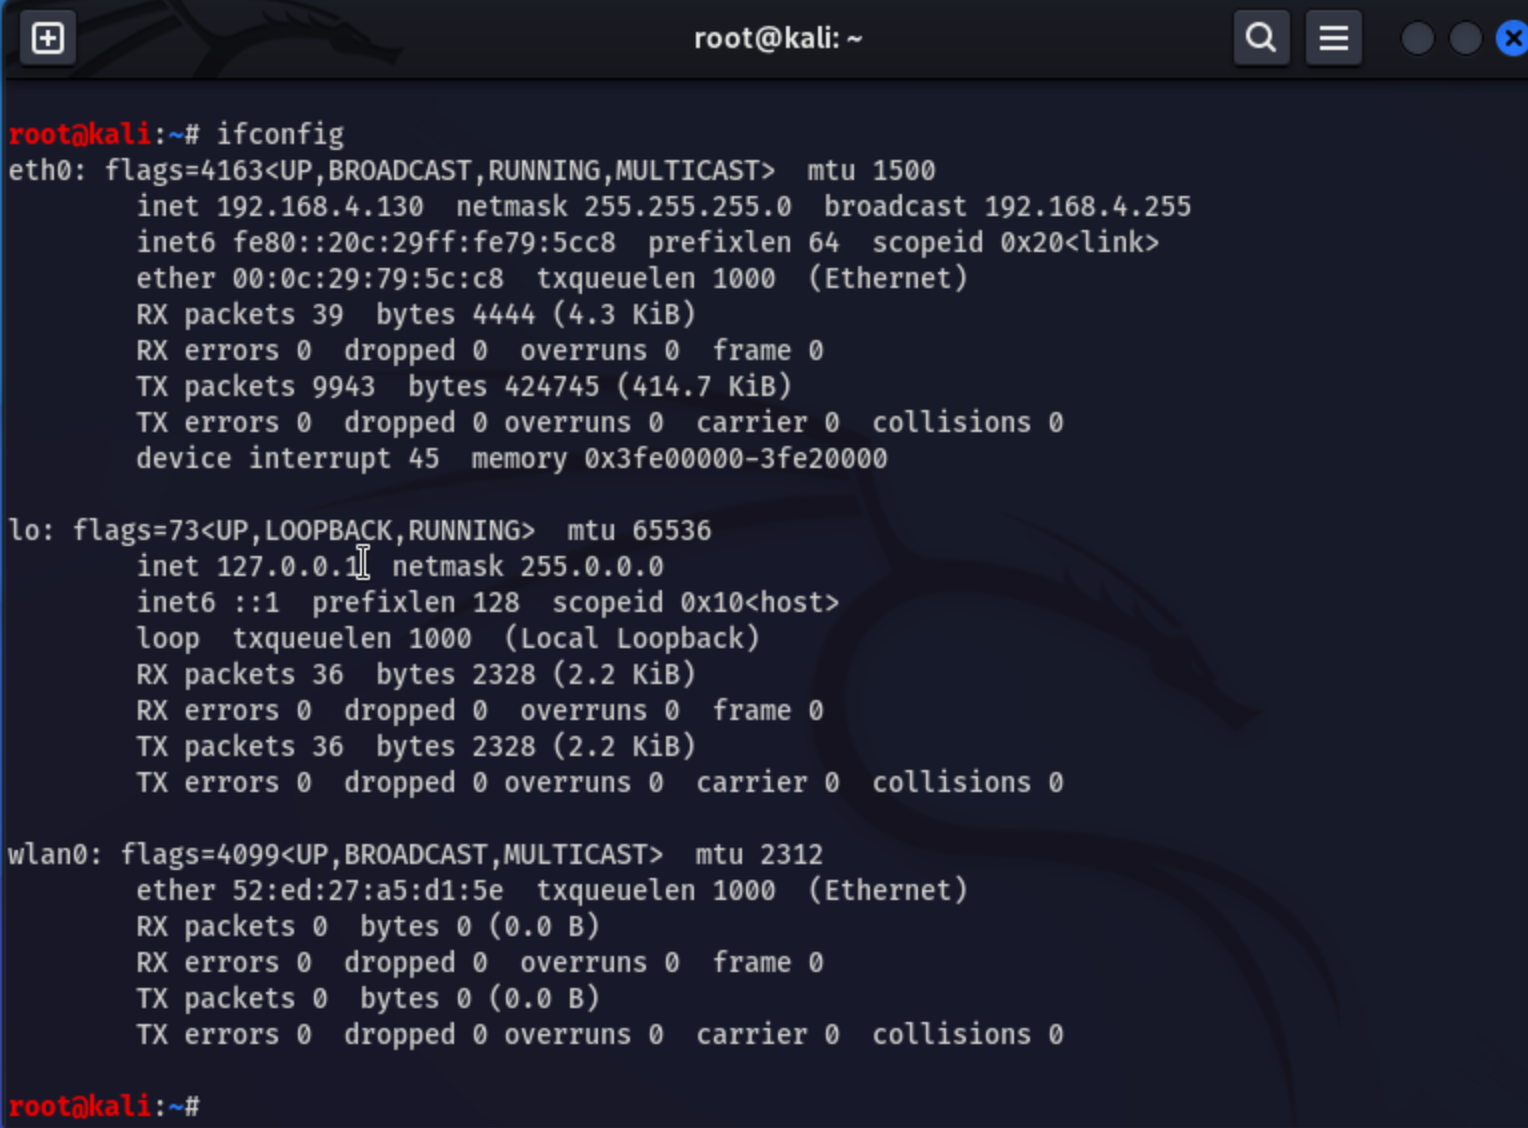 root@kali: ~
root@kali:~# ifconfig
eth0: flags=4163<UP,BROADCAST,RUNNING,MULTICAST>  mtu 1500
        inet 192.168.4.130  netmask 255.255.255.0  broadcast 192.168.4.255
        inet6 fe80::20c:29ff:fe79:5cc8  prefixlen 64  scopeid 0x20<link>
        ether 00:0c:29:79:5c:c8  txqueuelen 1000  (Ethernet)
        RX packets 39  bytes 4444 (4.3 KiB)
        RX errors 0  dropped 0  overruns 0  frame 0
        TX packets 9943  bytes 424745 (414.7 KiB)
        TX errors 0  dropped 0 overruns 0  carrier 0  collisions 0
        device interrupt 45  memory 0x3fe00000-3fe20000
lo: flags=73<UP,LOOPBACK,RUNNING>  mtu 65536
        inet 127.0.0.1  netmask 255.0.0.0
        inet6 ::1  prefixlen 128  scopeid 0x10<host>
        loop  txqueuelen 1000  (Local Loopback)
        RX packets 36  bytes 2328 (2.2 KiB)
        RX errors 0  dropped 0  overruns 0  frame 0
        TX packets 36  bytes 2328 (2.2 KiB)
        TX errors 0  dropped 0 overruns 0  carrier 0  collisions 0
wlan0: flags=4099<UP,BROADCAST,MULTICAST>  mtu 2312
        ether 52:ed:27:a5:d1:5e  txqueuelen 1000  (Ethernet)
        RX packets 0  bytes 0 (0.0 B)
        RX errors 0  dropped 0  overruns 0  frame 0
        TX packets 0  bytes 0 (0.0 B)
        TX errors 0  dropped 0 overruns 0  carrier 0  collisions 0
root@kali:~#